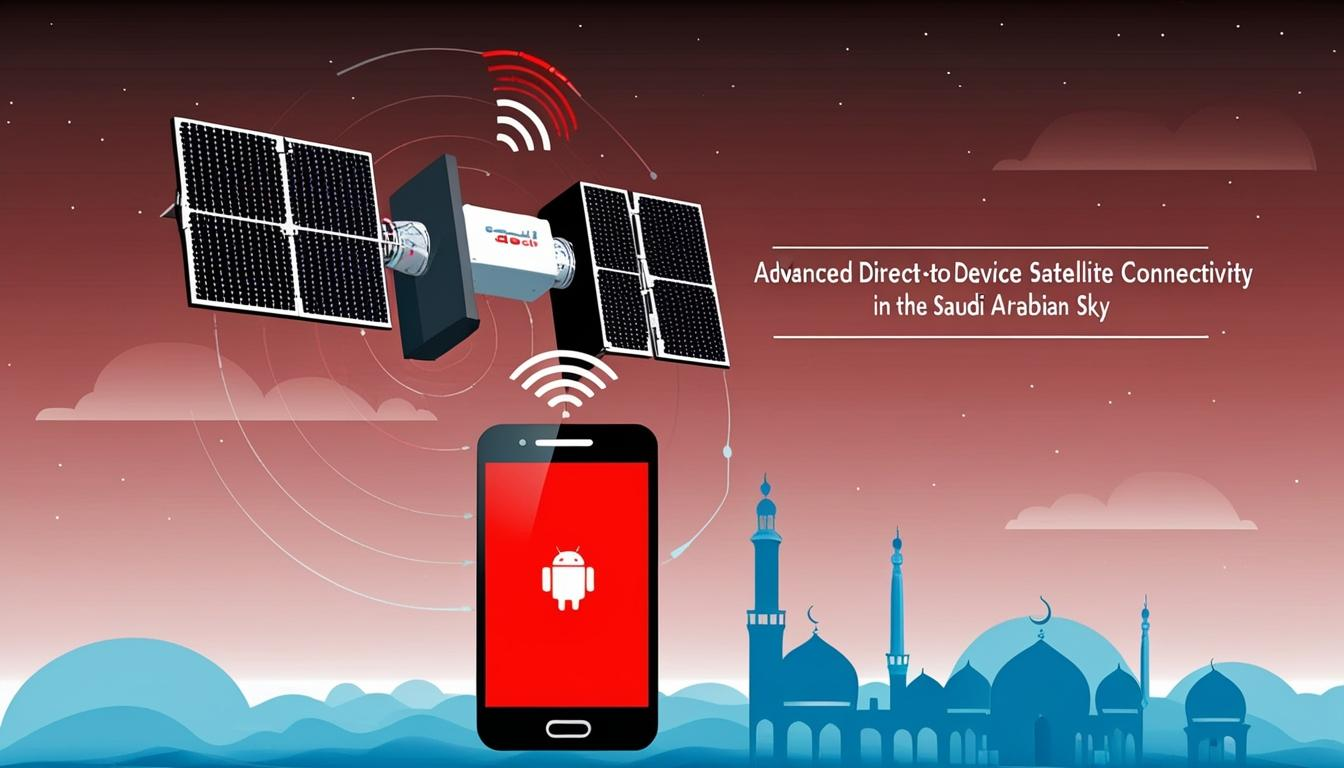 Advanced Direct-to Device Satellite Connectivity
in the Saudi Arabian Sky